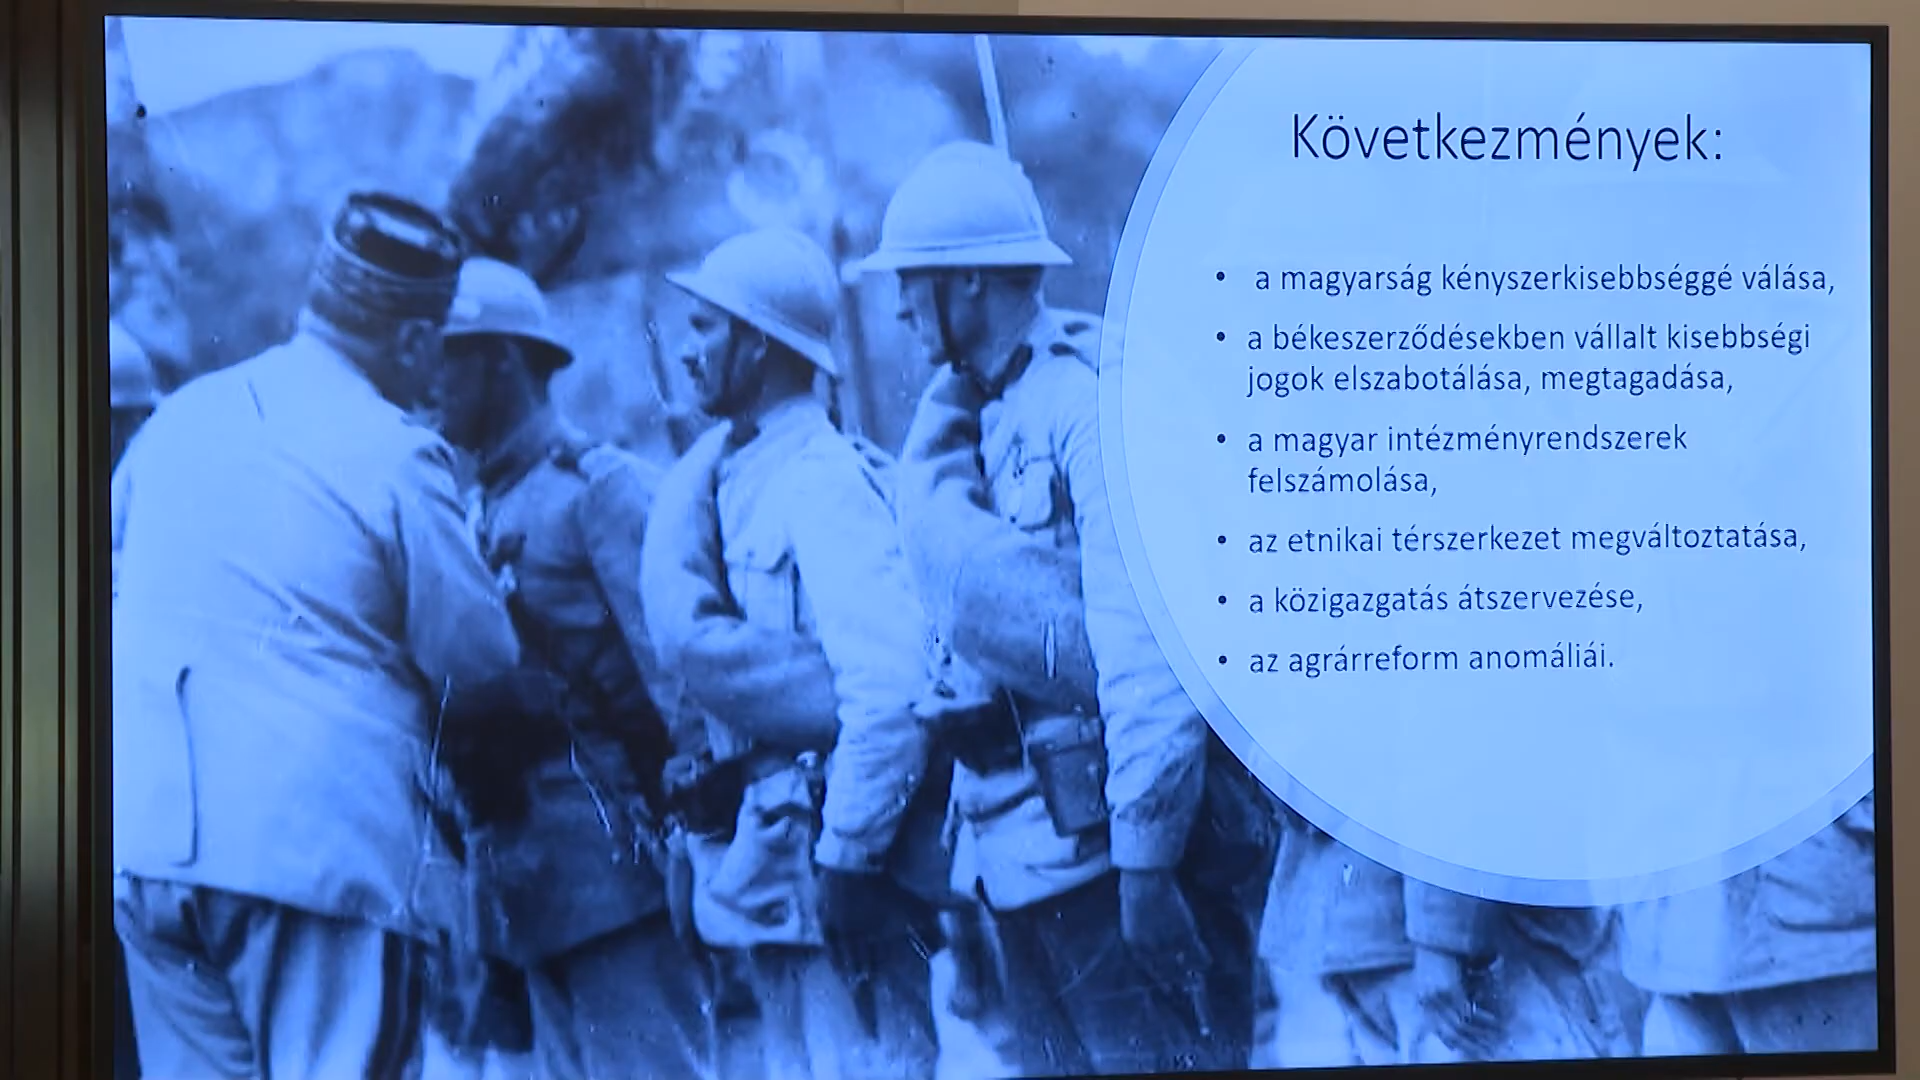 Következmények:
• a magyarság kényszerkisebbséggé válása,
• a békeszerződésekben vállalt kisebbségi
jogok elszabotálása, megtagadása,
• a magyar intézményrendszerek
felszámolása,
• az etnikai térszerkezet megváltoztatása,
• a közigazgatás átszervezése,
• az agrárreform anomáliái.